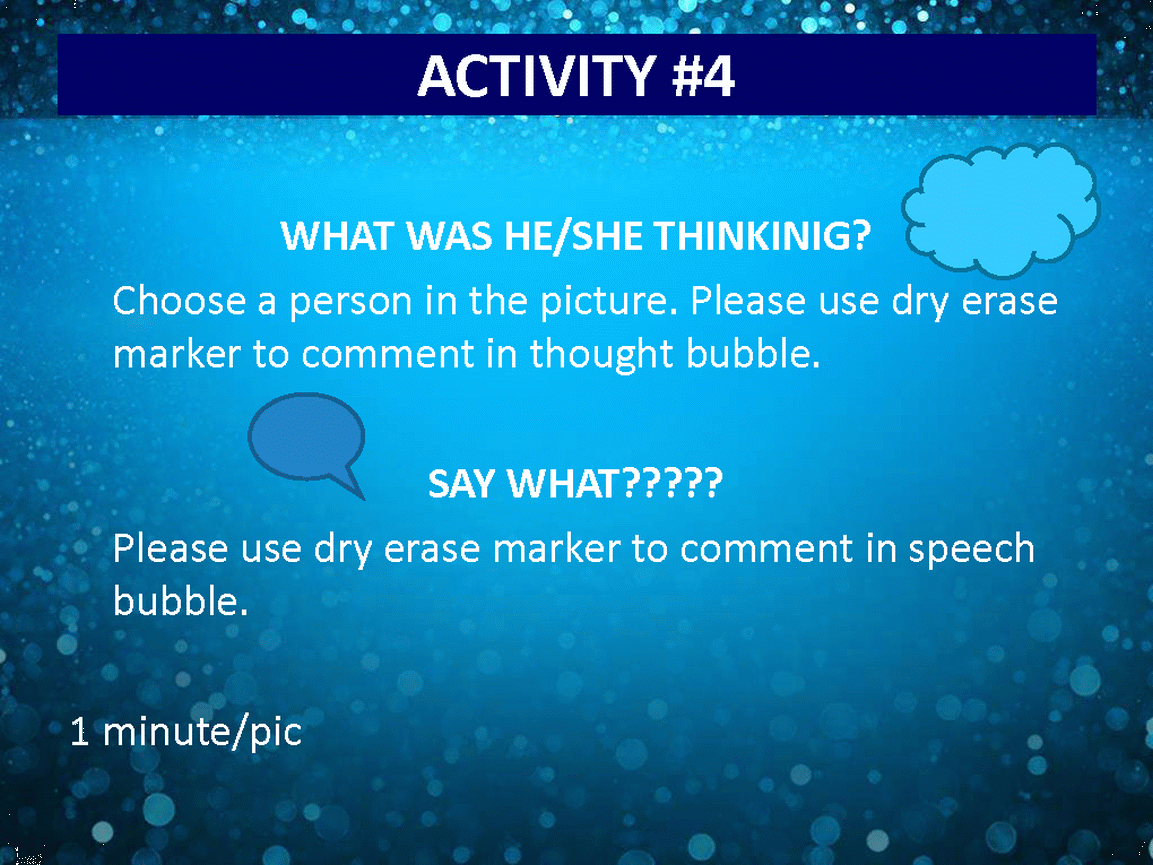 ACTIVITY #4
WHAT WAS HE/SHE THINKINIG?
Choose a person in the picture. Please use dry erase
marker to comment in thought bubble.
SAY WHAT?????
Please use dry erase marker to comment in speech
bubble.
1 minute/pic